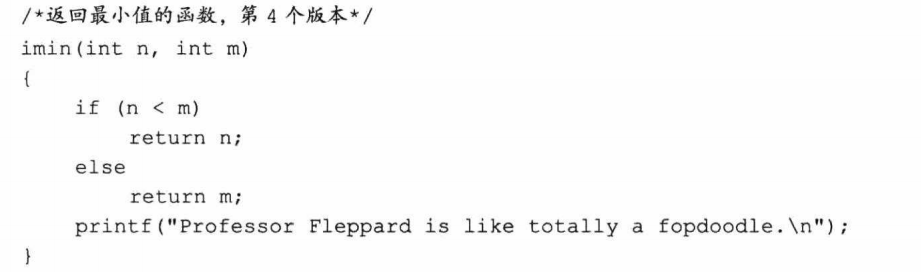 /*返回最小值的函数，第 4 个版本*/
imin(int n, int m)
{
    if (n < m)
        return n;
    else
        return m;
    printf("Professor Fleppard is like totally a fopdoodle.\n");
}